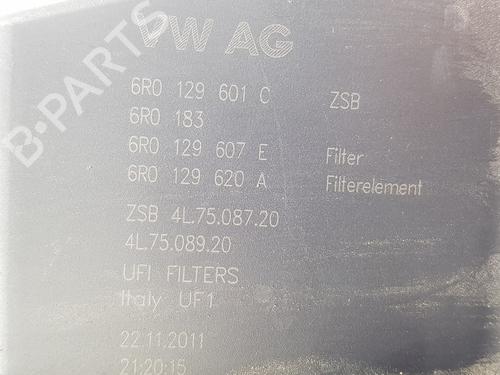 VW AG
6R0 129 601 C ZSB
6R0 183
6R0 129 607 E Filter
6R0 129 620 A Filterelement
ZSB 4L.75.087.20
4L.75.089.20
UFI FILTERS
Italy UF1
22.11.2011
21:20:15
B-PARTS